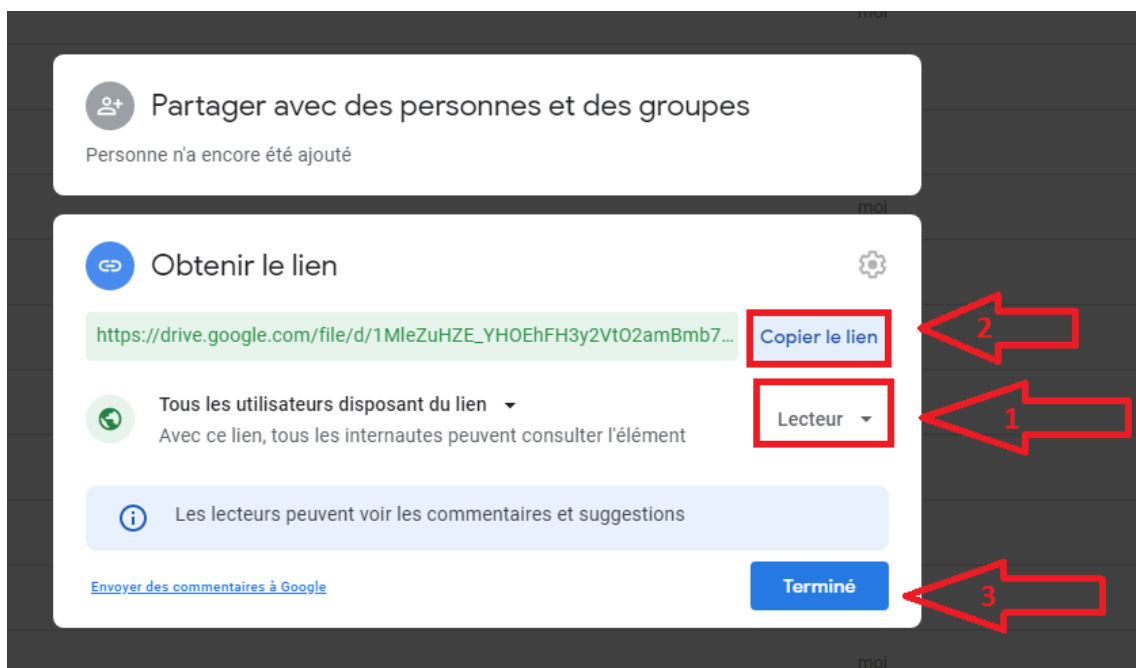 moi
Partager avec des personnes et des groupes
Personne n'a encore été ajouté
moi
Obtenir le lien
https://drive.google.com/file/d/1MleZuHZE_YHOEhFH3y2VtO2amBmb7...
Copier le lien
2
Tous les utilisateurs disposant du lien
Avec ce lien, tous les internautes peuvent consulter l'élément
Lecteur
1
Les lecteurs peuvent voir les commentaires et suggestions
Envoyer des commentaires à Google
Terminé
3
moi